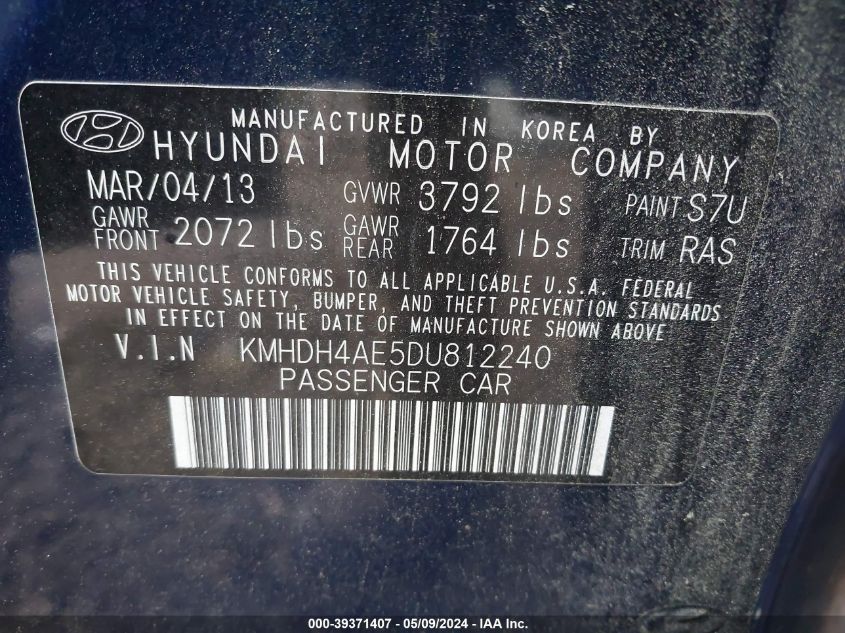 MANUFACTURED IN KOREA BY
HYUNDAI MOTOR COMPANY
MAR/04/13 GVWR 3792 lbs PAINT S7U
GAWR FRONT 2072 lbs GAWR REAR 1764 lbs TRIM RAS
THIS VEHICLE CONFORMS TO ALL APPLICABLE U.S.A. FEDERAL
MOTOR VEHICLE SAFETY, BUMPER, AND THEFT PREVENTION STANDARDS
IN EFFECT ON THE DATE OF MANUFACTURE SHOWN ABOVE
V.I.N KMHDH4AE5DU812240
PASSENGER CAR
000-39371407 - 05/09/2024 - IAA Inc.